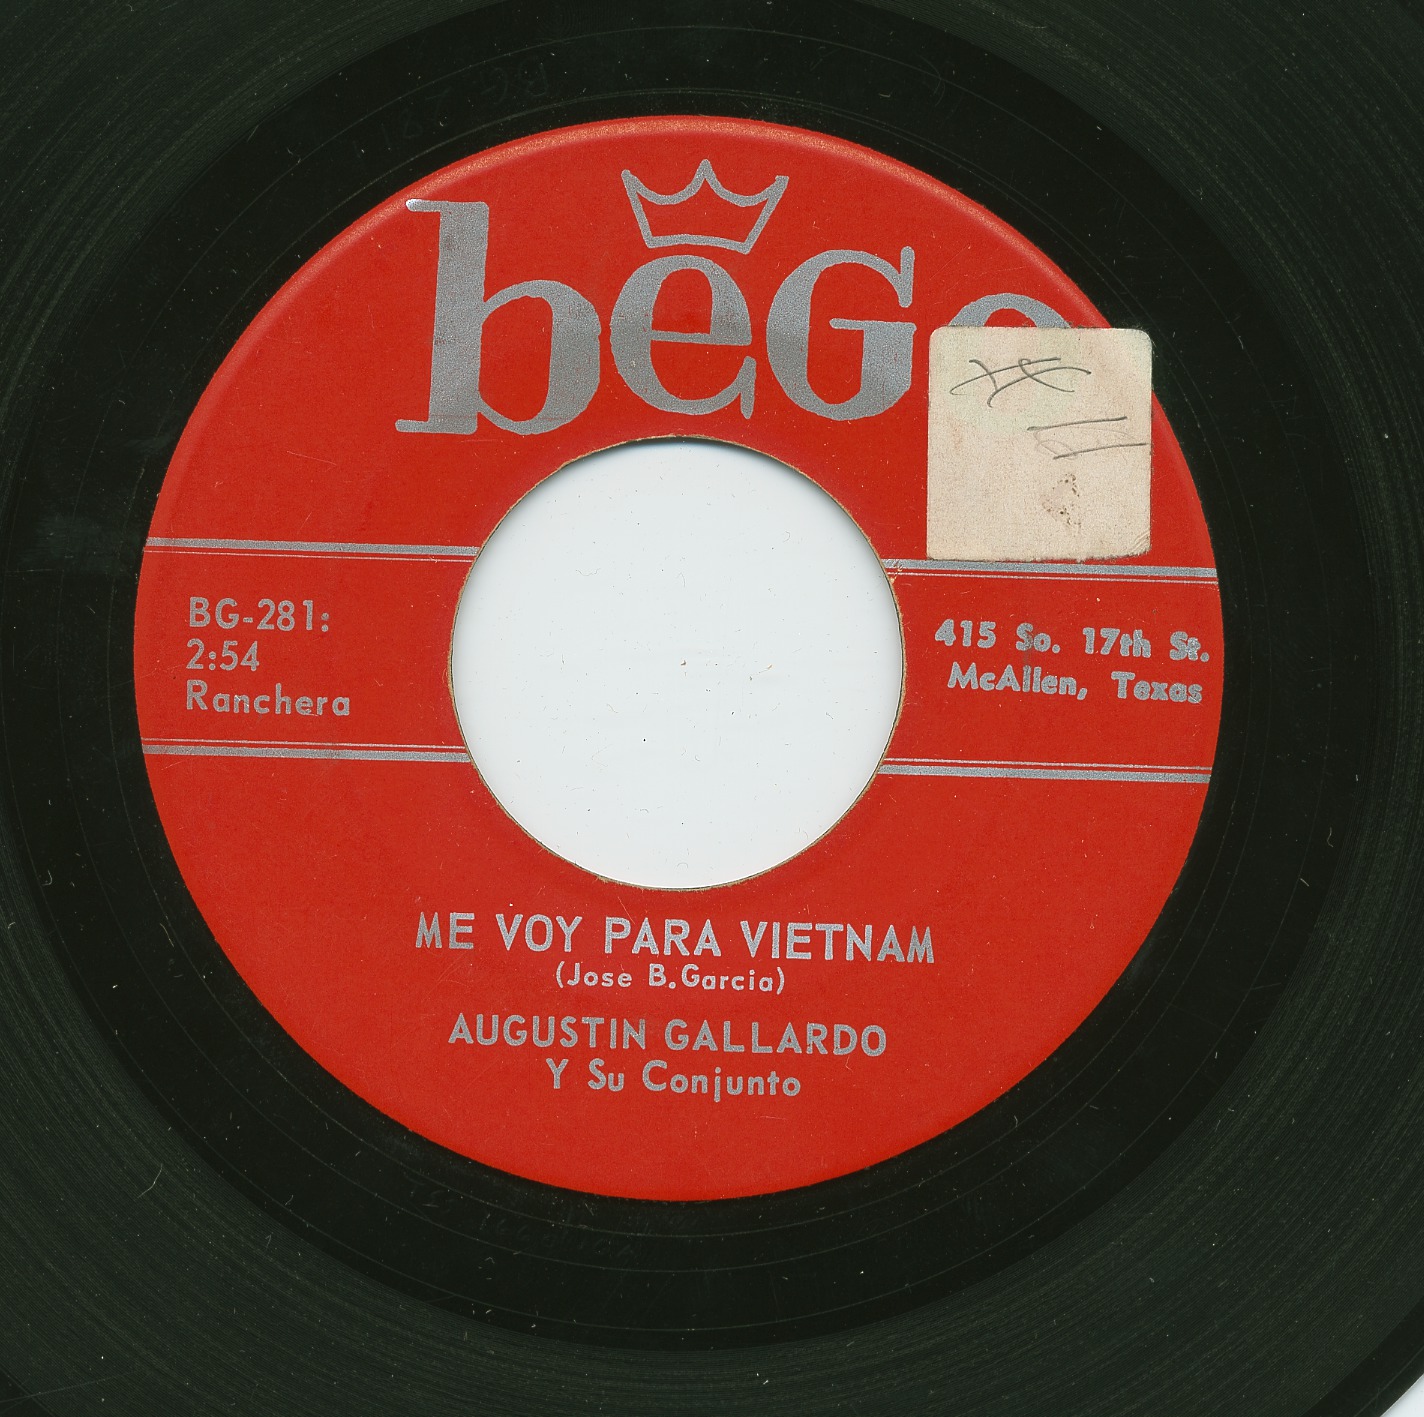 beGo
BG-281:
2:54
Ranchera
415 So. 17th St.
McAllen, Texas
ME VOY PARA VIETNAM
(Jose B. Garcia)
AUGUSTIN GALLARDO
Y Su Conjunto